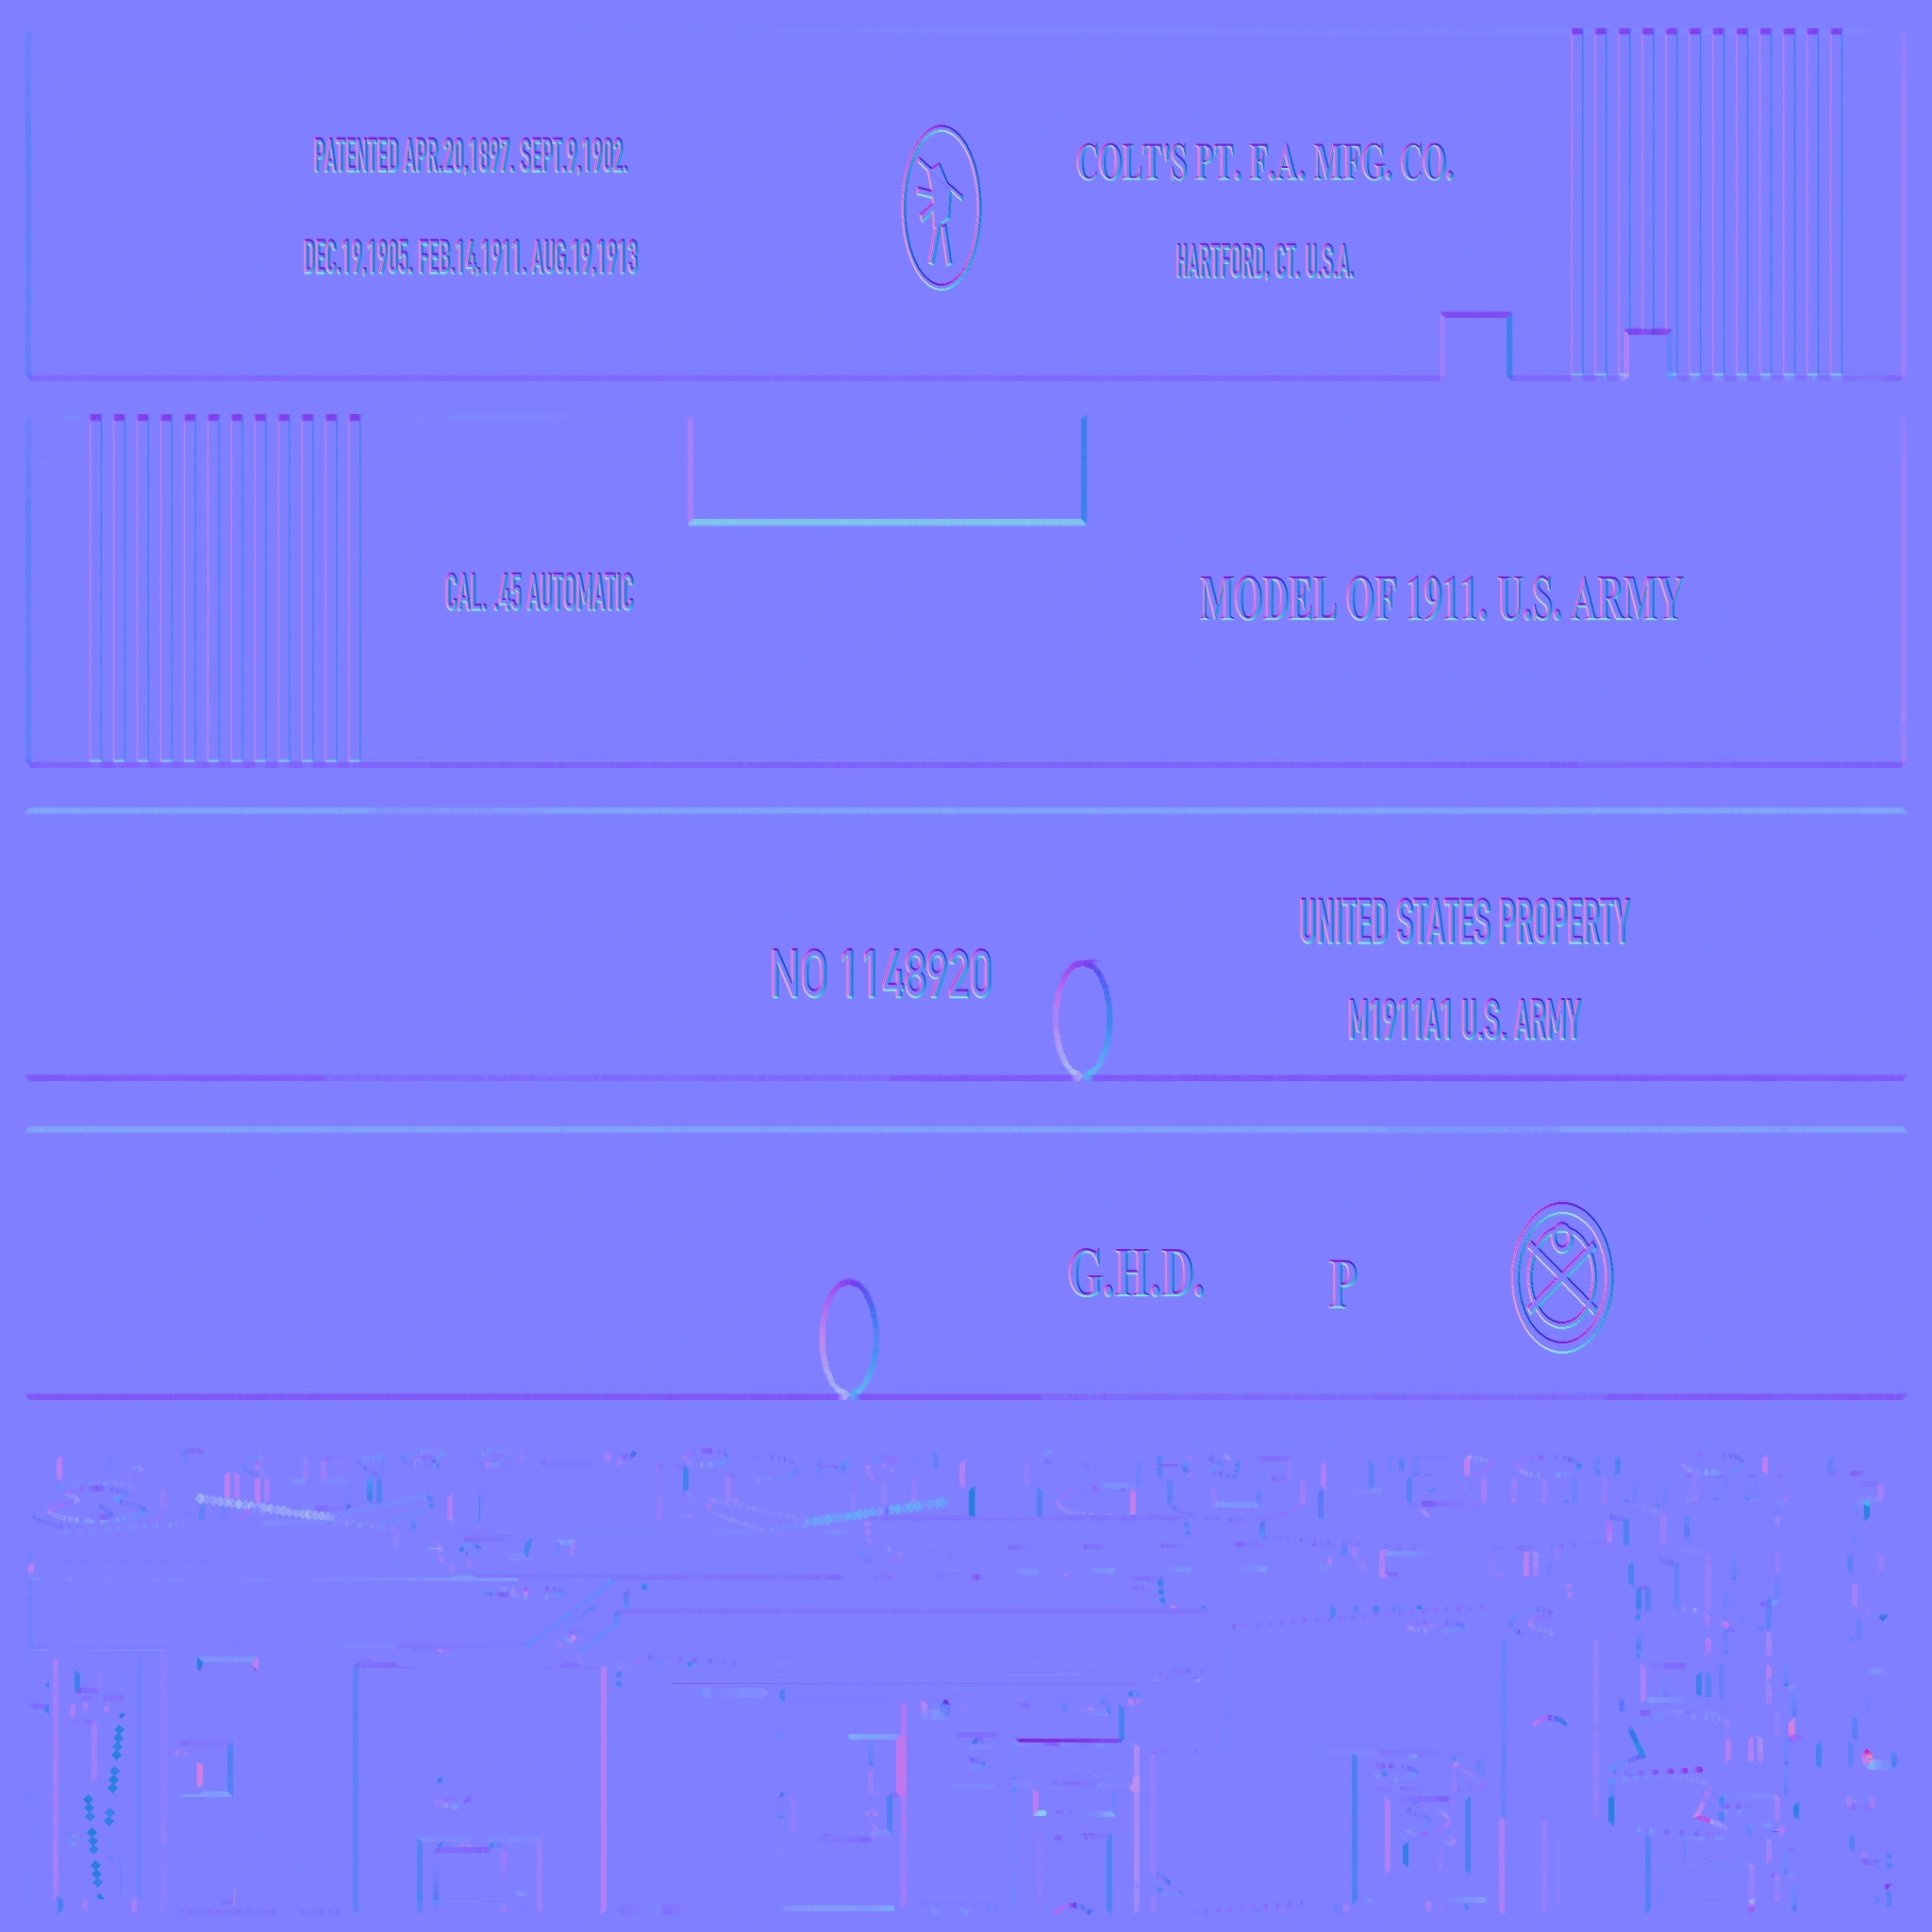 PATENTED APR.20,1897. SEPT.9,1902.
DEC.19,1905. FEB.14,1911. AUG.19,1913
COLT'S PT. F.A. MFG. CO.
HARTFORD, CT. U.S.A.
CAL. .45 AUTOMATIC
MODEL OF 1911. U.S. ARMY
NO 1148920
UNITED STATES PROPERTY
M1911A1 U.S. ARMY
G.H.D.
P